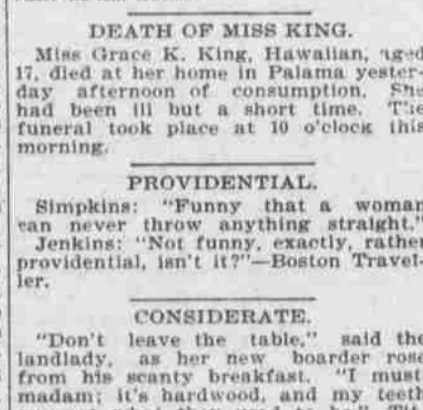 DEATH OF MISS KING.
Miss Grace K. King, Hawaiian, aged
17, died at her home in Palama yester-
day afternoon of consumption. She
had been ill but a short time. The
funeral took place at 10 o'clock this
morning.
PROVIDENTIAL.
Simpkins: "Funny that a woman
can never throw anything straight."
Jenkins: "Not funny, exactly, rather
providential, isn't it?"—Boston Travel-
ler.
CONSIDERATE.
"Don't leave the table," said the
landlady, as her new boarder rose
from his scanty breakfast. "I must,
madam; it's hardwood, and my teeth